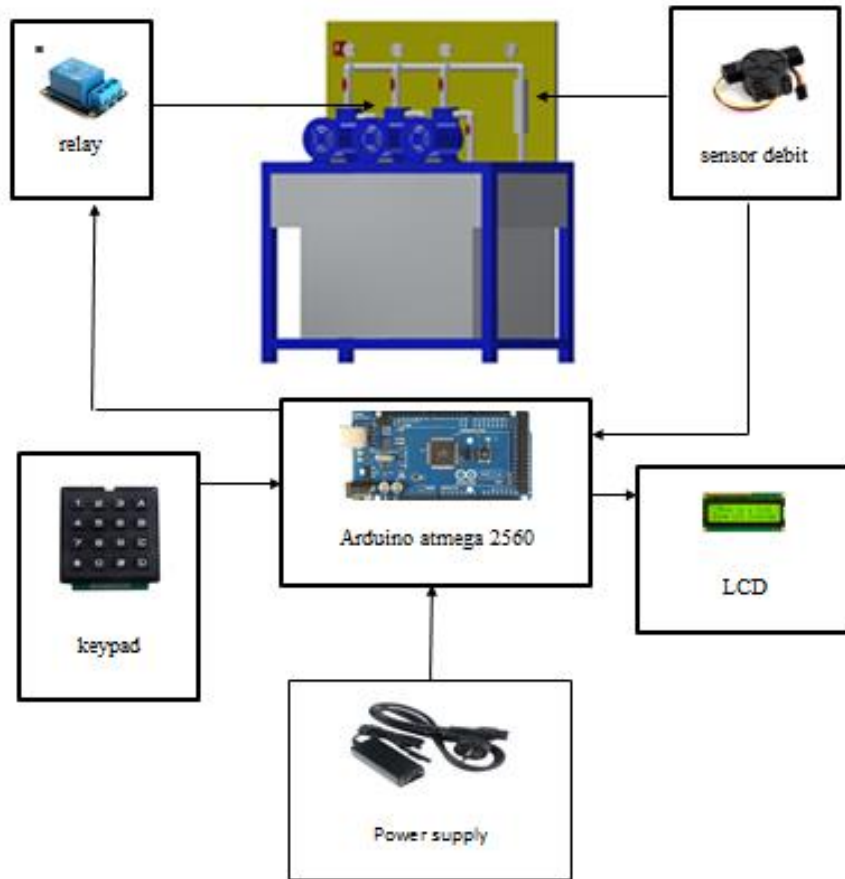 relay
sensor debit
Arduino atmega 2560
keypad
LCD
Power supply